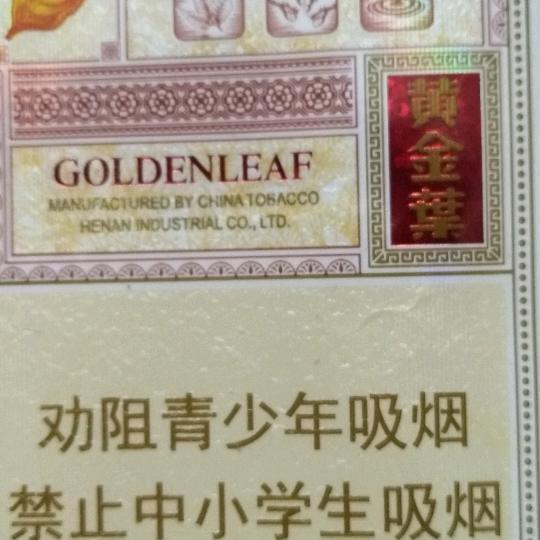 GOLDENLEAF
MANUFACTURED BY CHINA TOBACCO
HENAN INDUSTRIAL CO., LTD.
黃金葉
劝阻青少年吸烟
禁止中小学生吸烟